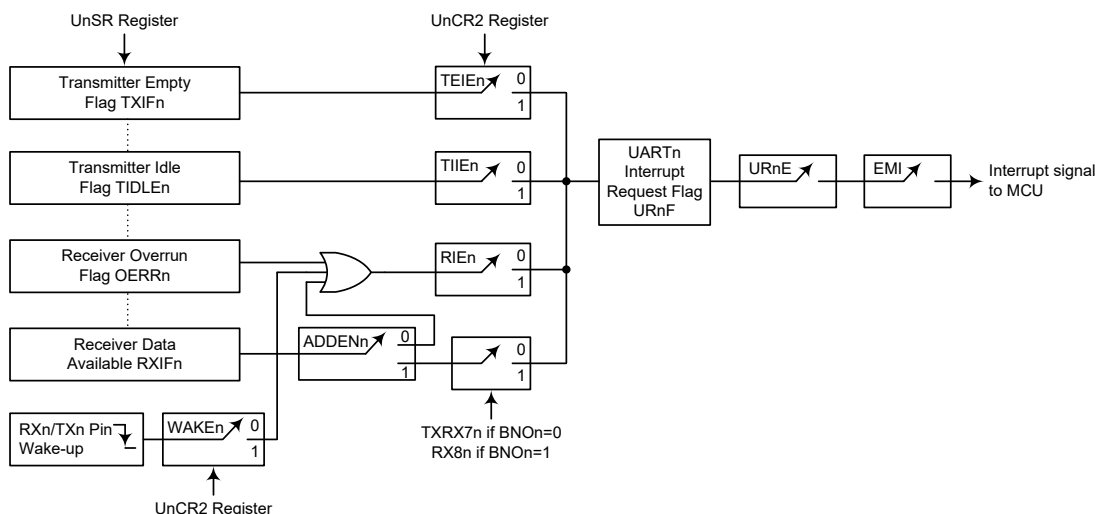 UnSR Register
UnCR2 Register
Transmitter Empty
Flag TXIFn
TEIEn
0
1
Transmitter Idle
Flag TIDLEn
TIIEn
0
1
UARTn
Interrupt
Request Flag
URnF
URnE
EMI
Interrupt signal
to MCU
Receiver Overrun
Flag OERRn
RIEn
0
1
Receiver Data
Available RXIFn
ADDENn
0
1
0
1
RXn/TXn Pin
Wake-up
WAKEn
0
1
TXRX7n if BNOn=0
RX8n if BNOn=1
UnCR2 Register